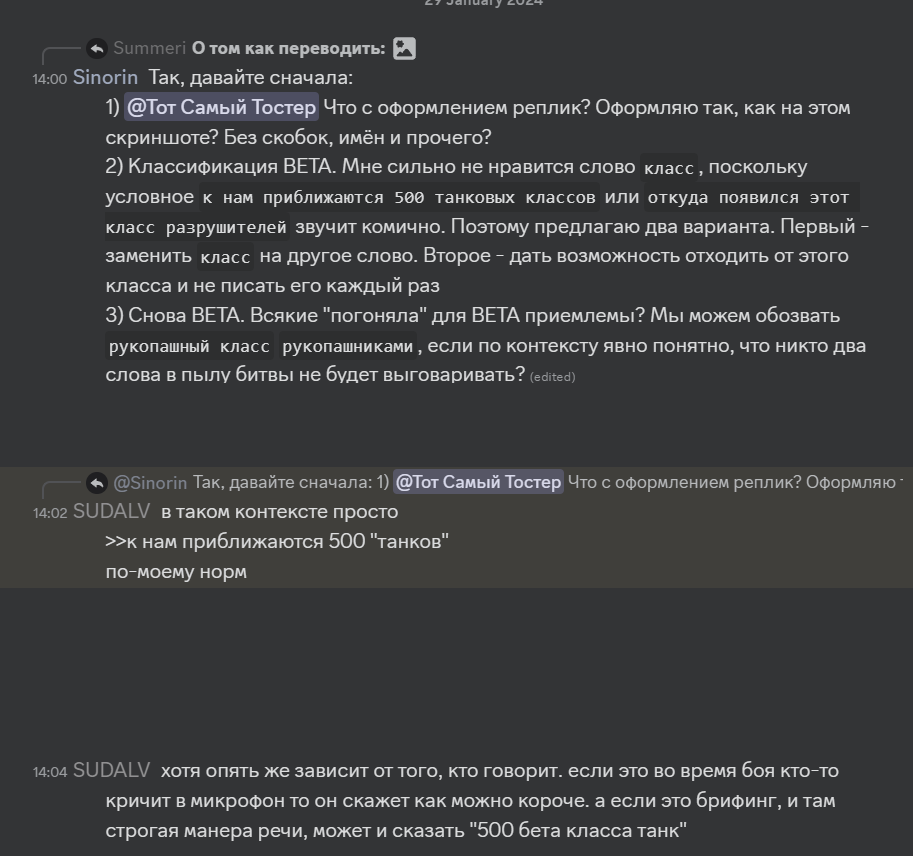 29 January 2024
Summeri О том как переводить:
14:00 Sinorin Так, давайте сначала:
1) @Тот Самый Тостер Что с оформлением реплик? Оформляю так, как на этом
скриншоте? Без скобок, имён и прочего?
2) Классификация BETA. Мне сильно не нравится слово класс, поскольку
условное к нам приближаются 500 танковых классов или откуда появился этот
класс разрушителей звучит комично. Поэтому предлагаю два варианта. Первый -
заменить класс на другое слово. Второе - дать возможность отходить от этого
класса и не писать его каждый раз
3) Снова BETA. Всякие "погоняла" для BETA приемлемы? Мы можем обозвать
рукопашный класс рукопашниками, если по контексту явно понятно, что никто два
слова в пылу битвы не будет выговаривать? (edited)
@Sinorin Так, давайте сначала: 1) @Тот Самый Тостер Что с оформлением реплик? Оформляю
14:02 SUDALV в таком контексте просто
>>к нам приближаются 500 "танков"
по-моему норм
14:04 SUDALV хотя опять же зависит от того, кто говорит. если это во время боя кто-то
кричит в микрофон то он скажет как можно короче. а если это брифинг, и там
строгая манера речи, может и сказать "500 бета класса танк"